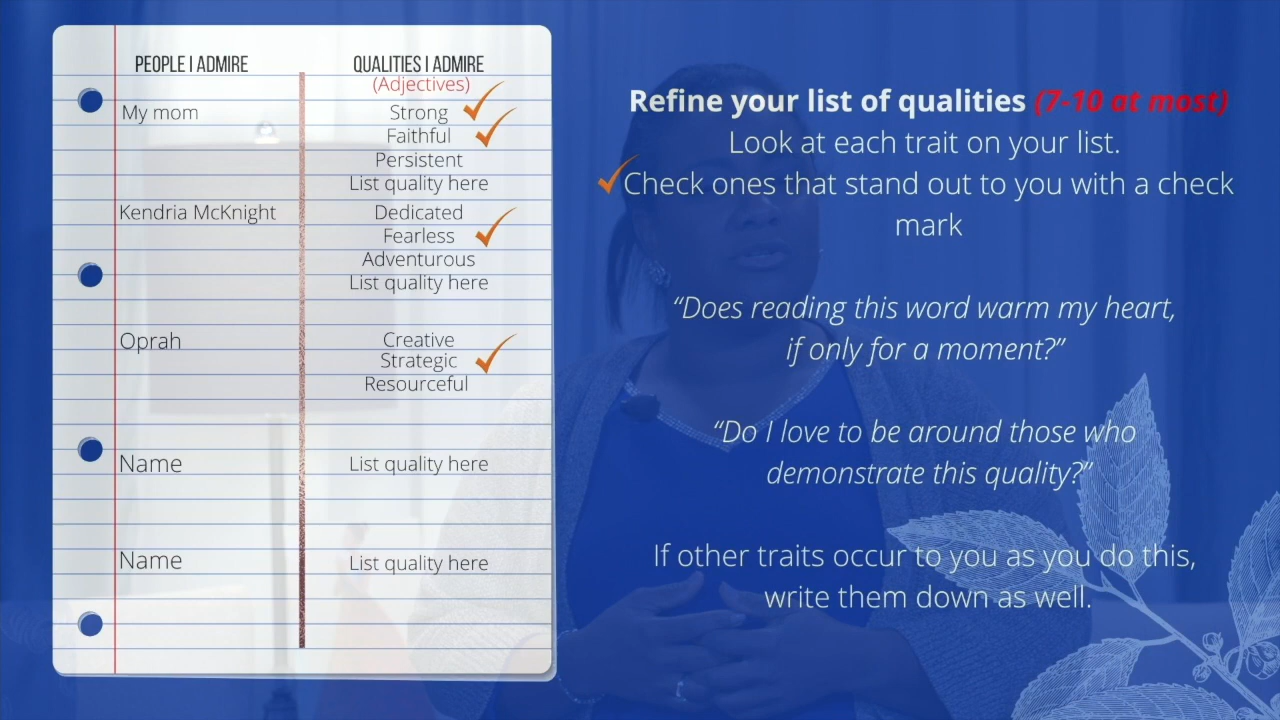 PEOPLE I ADMIRE
QUALITIES I ADMIRE
(Adjectives)
My mom
Strong
Faithful
Persistent
List quality here
Kendria McKnight
Dedicated
Fearless
Adventurous
List quality here
Oprah
Creative
Strategic
Resourceful
Name
List quality here
Name
List quality here
Refine your list of qualities (7-10 at most)
Look at each trait on your list.
Check ones that stand out to you with a check
mark
“Does reading this word warm my heart,
if only for a moment?”
“Do I love to be around those who
demonstrate this quality?”
If other traits occur to you as you do this,
write them down as well.